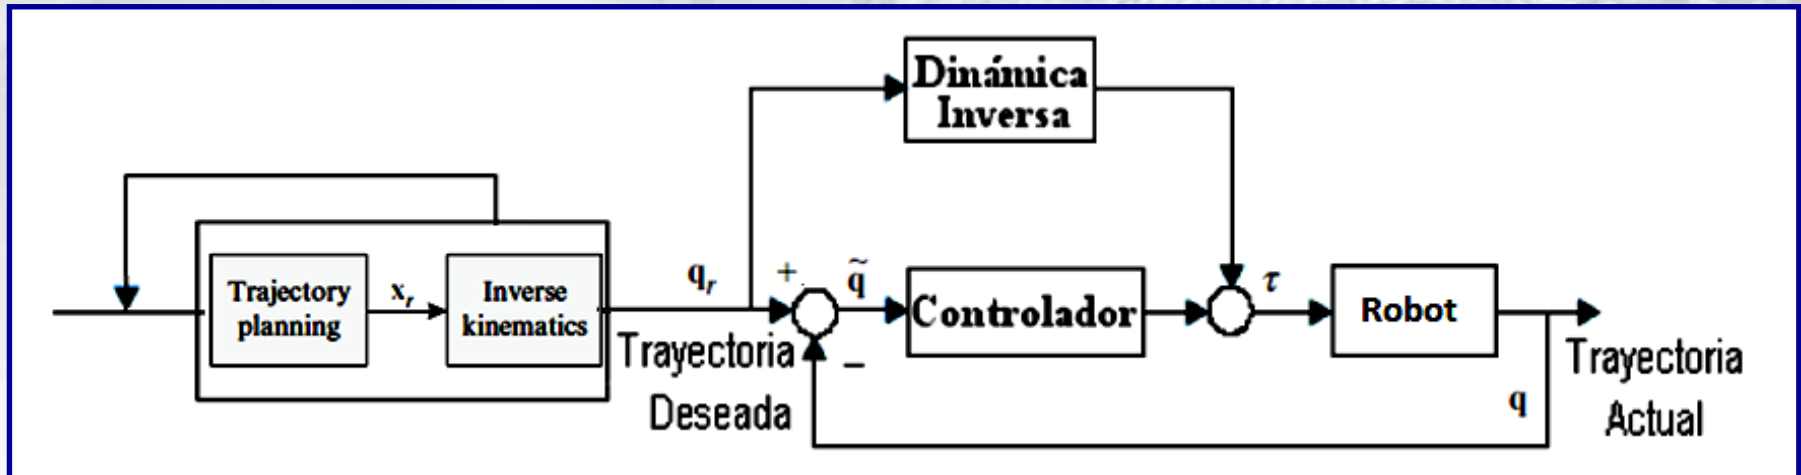 Dinámica
Inversa
Trajectory
planning
x_r
Inverse
kinematics
q_r
+
q̃
Controlador
τ
Robot
Trayectoria
Deseada
−
q
Trayectoria
Actual